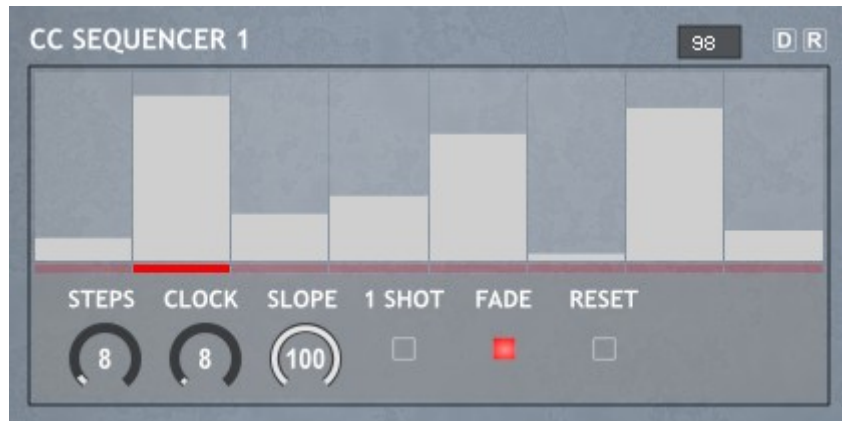 CC SEQUENCER 1 98 D R
STEPS CLOCK SLOPE 1 SHOT FADE RESET
8 8 100